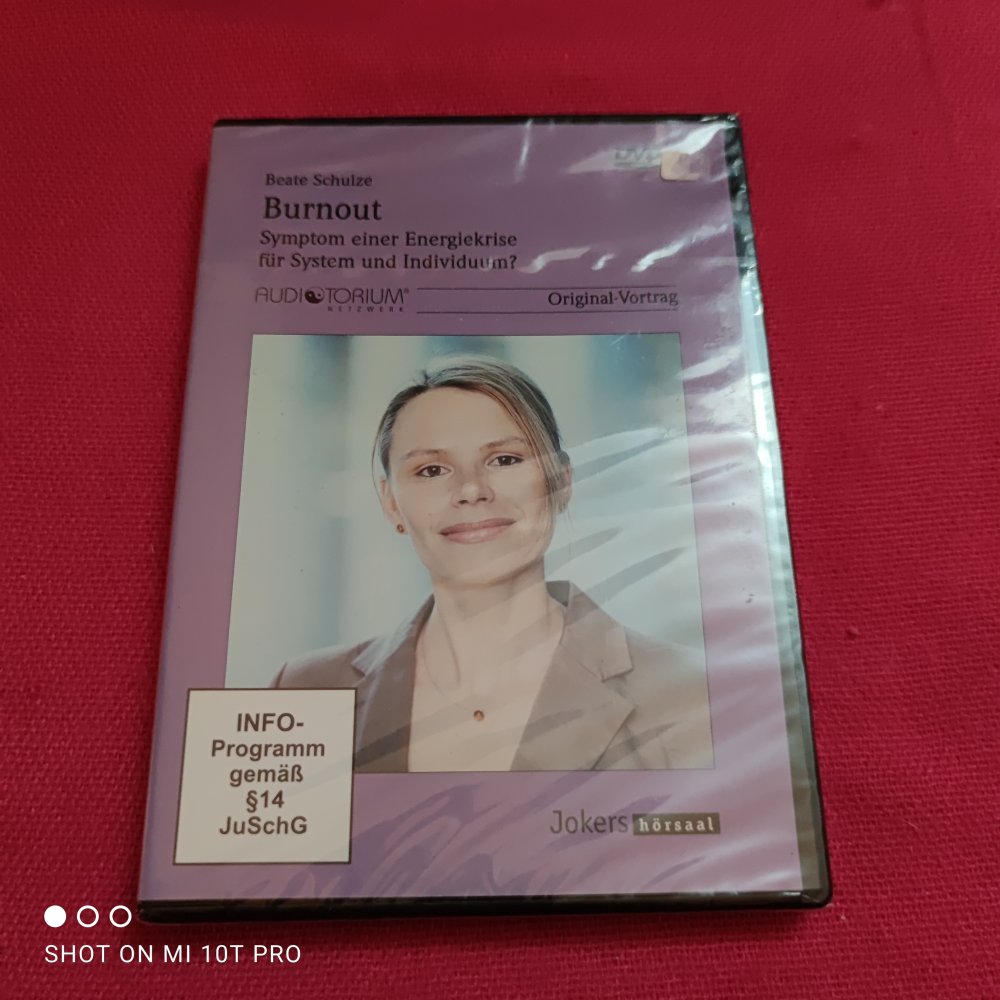 Beate Schulze
Burnout
Symptom einer Energiekrise
für System und Individuum?
AUDITORIUM®
NETZWERK
Original-Vortrag
INFO-
Programm
gemäß
§14
JuSchG
Jokers hörsaal
SHOT ON MI 10T PRO